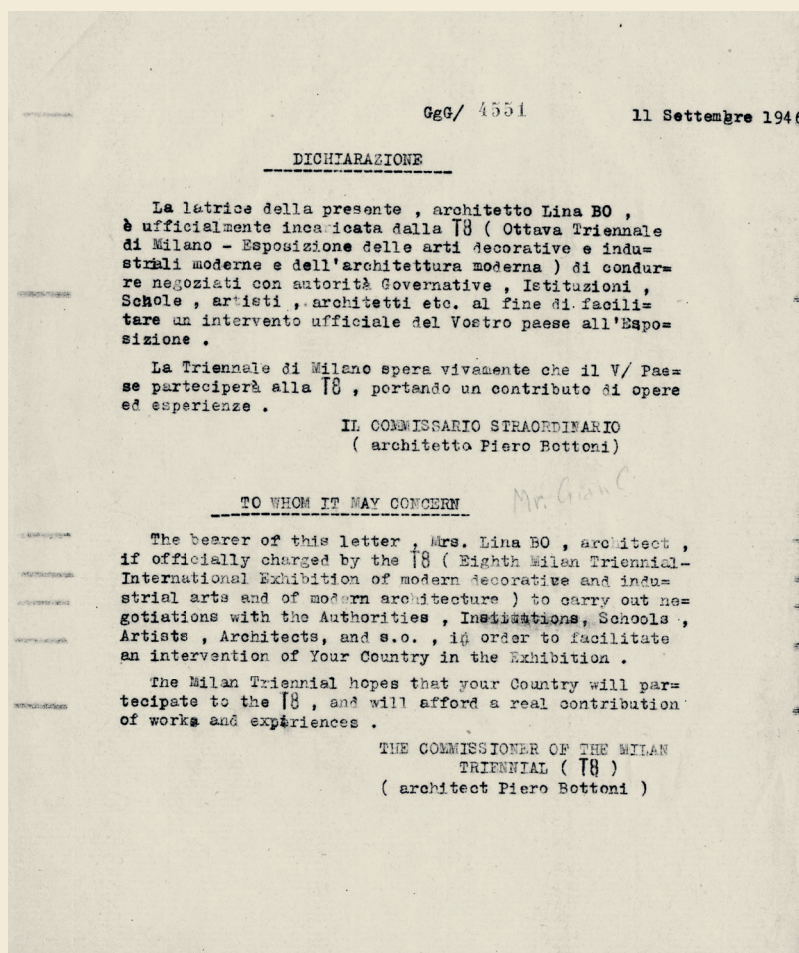 GgG/ 4551 11 Settembre 1946
DICHIARAZIONE
La latrice della presente , architetto Lina BO ,
è ufficialmente incaricata dalla T8 ( Ottava Triennale
di Milano - Esposizione delle arti decorative e indu=
striali moderne e dell'architettura moderna ) di condur=
re negoziati con autorità Governative , Istituzioni ,
Schole , artisti , architetti etc. al fine di facili=
tare un intervento ufficiale del Vostro paese all'Espo=
sizione .
La Triennale di Milano spera vivamente che il V/ Pae=
se parteciperà alla T8 , portando un contributo di opere
ed esperienze .
IL COMMISSARIO STRAORDINARIO
( architetto Piero Bottoni)
Mr. Gian C
TO WHOM IT MAY CONCERN
The bearer of this letter , Mrs. Lina BO , architect ,
if officially charged by the T8 ( Eighth Milan Triennial-
International Exhibition of modern decorative and indu=
strial arts and of modern architecture ) to carry out ne=
gotiations with the Authorities , Institutions, Schools ,
Artists , Architects, and s.o. , in order to facilitate
an intervention of Your Country in the Exhibition .
The Milan Triennial hopes that your Country will par=
tecipate to the T8 , and will afford a real contribution
of works and experiences .
THE COMMISSIONER OF THE MILAN
TRIENNIAL ( T8 )
( architect Piero Bottoni )